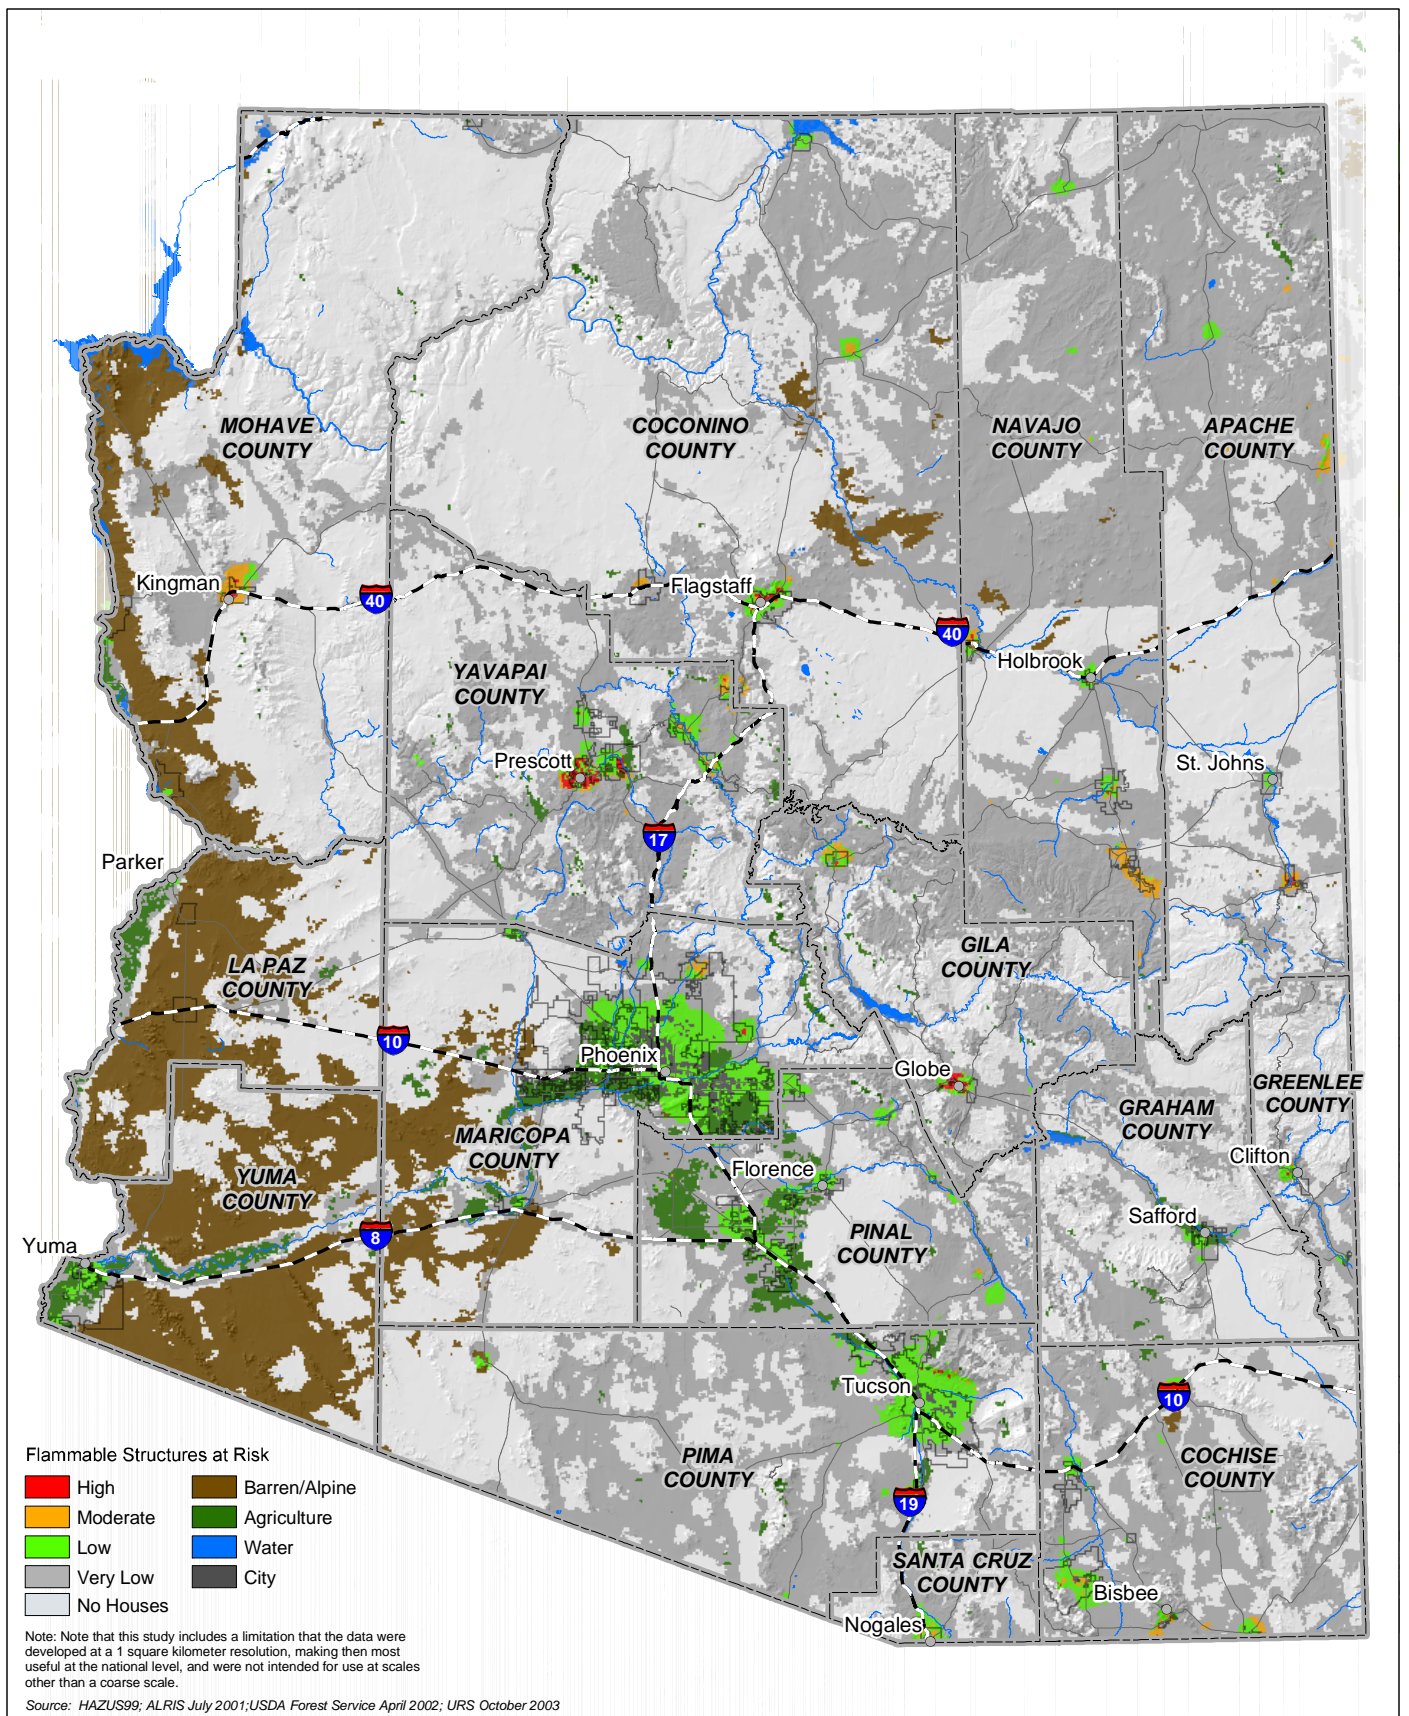 MOHAVE
COUNTY
COCONINO
COUNTY
NAVAJO
COUNTY
APACHE
COUNTY
Kingman
40
Flagstaff
40
Holbrook
YAVAPAI
COUNTY
Prescott
St. Johns
17
Parker
LA PAZ
COUNTY
GILA
COUNTY
10
Phoenix
Globe
GREENLEE
COUNTY
GRAHAM
COUNTY
MARICOPA
COUNTY
Clifton
Florence
YUMA
COUNTY
Safford
PINAL
COUNTY
Yuma
8
Tucson
10
PIMA
COUNTY
COCHISE
COUNTY
19
SANTA CRUZ
COUNTY
Bisbee
Nogales
Flammable Structures at Risk
High
Moderate
Low
Very Low
No Houses
Barren/Alpine
Agriculture
Water
City
Note: Note that this study includes a limitation that the data were
developed at a 1 square kilometer resolution, making then most
useful at the national level, and were not intended for use at scales
other than a coarse scale.
Source: HAZUS99; ALRIS July 2001;USDA Forest Service April 2002; URS October 2003